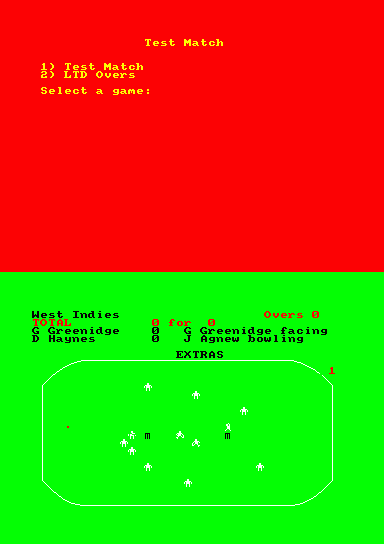 Test Match
1) Test Match
2) LTD Overs
Select a game:
West Indies Overs 0
TOTAL 0 for 0
G Greenidge 0 G Greenidge facing
D Haynes 0 J Agnew bowling
EXTRAS
1
m m